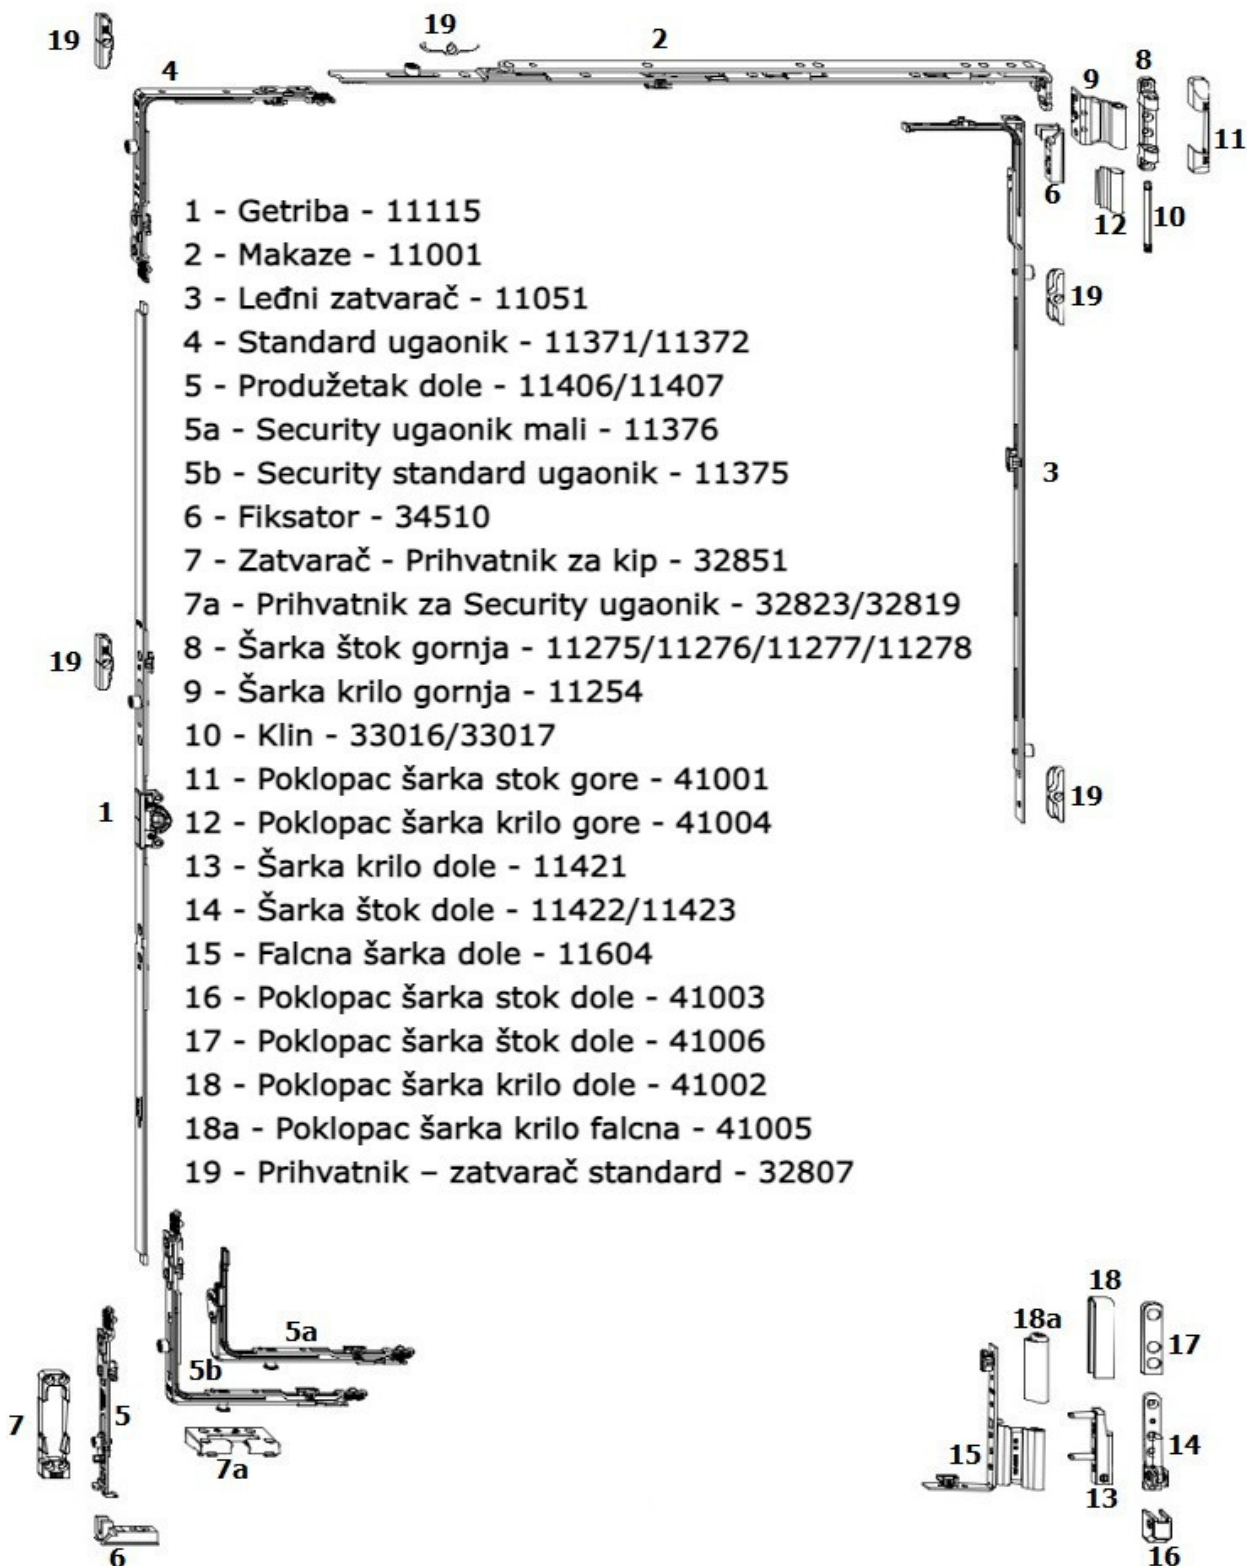 19
2
19
4
8
9
11
6
12
10
1 - Getriba - 11115
2 - Makaze - 11001
3 - Leđni zatvarač - 11051
19
4 - Standard ugaonik - 11371/11372
5 - Produžetak dole - 11406/11407
5a - Security ugaonik mali - 11376
5b - Security standard ugaonik - 11375
3
6 - Fiksator - 34510
7 - Zatvarač - Prihvatnik za kip - 32851
7a - Prihvatnik za Security ugaonik - 32823/32819
8 - Šarka štok gornja - 11275/11276/11277/11278
19
9 - Šarka krilo gornja - 11254
10 - Klin - 33016/33017
11 - Poklopac šarka stok gore - 41001
19
1
12 - Poklopac šarka krilo gore - 41004
13 - Šarka krilo dole - 11421
14 - Šarka štok dole - 11422/11423
15 - Falcna šarka dole - 11604
16 - Poklopac šarka stok dole - 41003
17 - Poklopac šarka štok dole - 41006
18 - Poklopac šarka krilo dole - 41002
18a - Poklopac šarka krilo falcna - 41005
19 - Prihvatnik – zatvarač standard - 32807
18
18a
17
5a
5b
7
5
7a
15
14
13
6
16